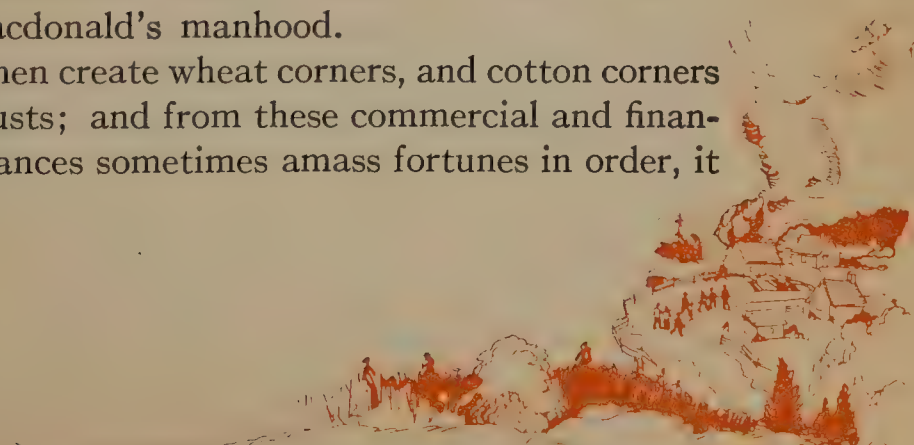 acdonald's manhood.
nen create wheat corners, and cotton corners
usts; and from these commercial and finan-
ances sometimes amass fortunes in order, it